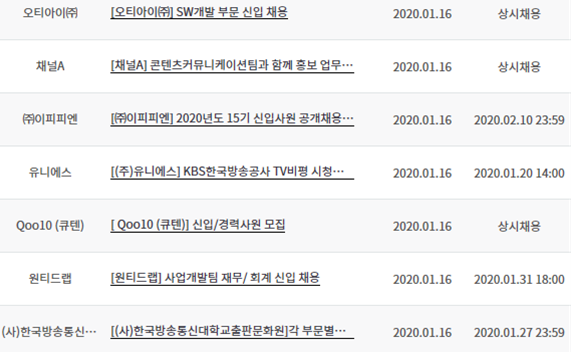 오티아이㈜ [오티아이㈜] SW개발 부문 신입 채용 2020.01.16 상시채용
채널A [채널A] 콘텐츠커뮤니케이션팀과 함께 홍보 업무… 2020.01.16 상시채용
㈜이피피엔 [㈜이피피엔] 2020년도 15기 신입사원 공개채용… 2020.01.16 2020.02.10 23:59
유니에스 [(주)유니에스] KBS한국방송공사 TV비평 시청… 2020.01.16 2020.01.20 14:00
Qoo10 (큐텐) [ Qoo10 (큐텐)] 신입/경력사원 모집 2020.01.16 상시채용
원티드랩 [원티드랩] 사업개발팀 재무/ 회계 신입 채용 2020.01.16 2020.01.31 18:00
(사)한국방송통신… [(사)한국방송통신대학교출판문화원]각 부문별… 2020.01.16 2020.01.27 23:59